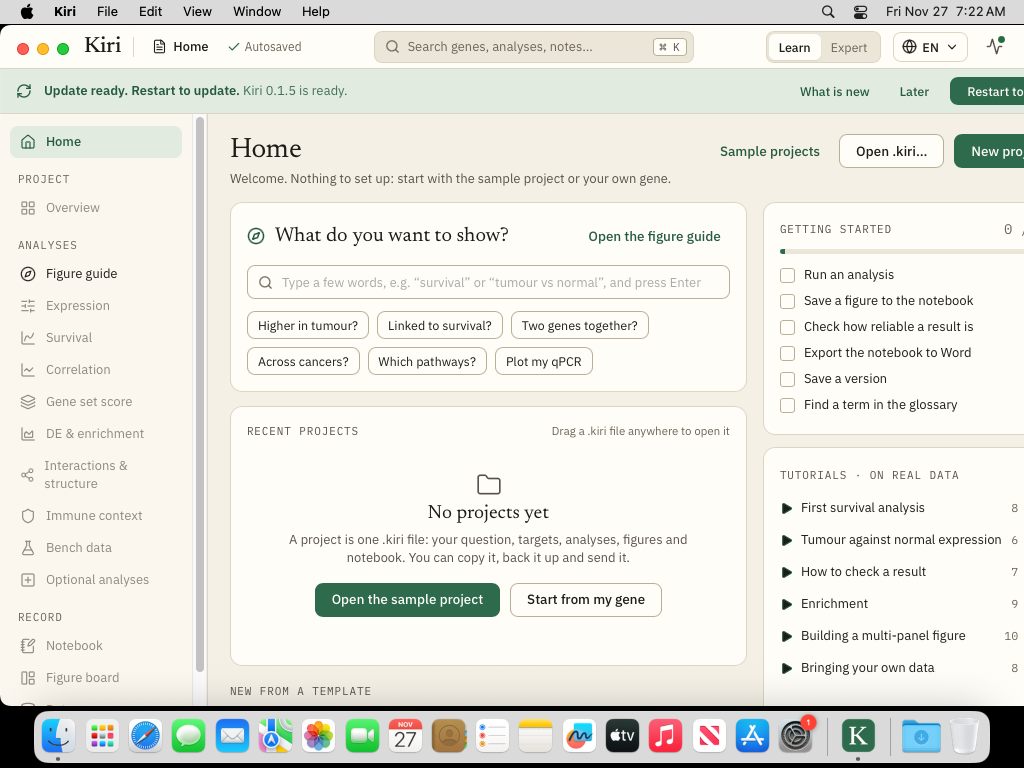 Kiri File Edit View Window Help Fri Nov 27 7:22 AM
Kiri Home Autosaved Search genes, analyses, notes... ⌘ K Learn Expert EN
Update ready. Restart to update. Kiri 0.1.5 is ready. What is new Later Restart to
Home
PROJECT
Overview
ANALYSES
Figure guide
Expression
Survival
Correlation
Gene set score
DE & enrichment
Interactions &
structure
Immune context
Bench data
Optional analyses
RECORD
Notebook
Figure board
Home
Sample projects Open .kiri... New proj
Welcome. Nothing to set up: start with the sample project or your own gene.
What do you want to show? Open the figure guide
Type a few words, e.g. “survival” or “tumour vs normal”, and press Enter
Higher in tumour? Linked to survival? Two genes together?
Across cancers? Which pathways? Plot my qPCR
RECENT PROJECTS Drag a .kiri file anywhere to open it
No projects yet
A project is one .kiri file: your question, targets, analyses, figures and
notebook. You can copy it, back it up and send it.
Open the sample project Start from my gene
NEW FROM A TEMPLATE
GETTING STARTED 0 /
Run an analysis
Save a figure to the notebook
Check how reliable a result is
Export the notebook to Word
Save a version
Find a term in the glossary
TUTORIALS · ON REAL DATA
First survival analysis 8
Tumour against normal expression 6
How to check a result 7
Enrichment 9
Building a multi-panel figure 10
Bringing your own data 8
NOV
27
tv
1
K